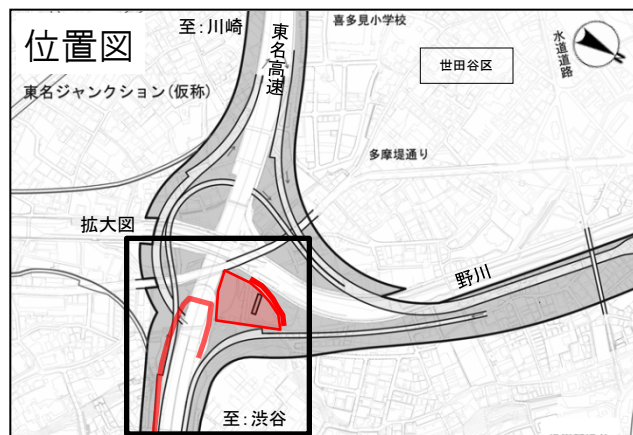 位置図
至:川崎
喜多見小学校
水道道路
世田谷区
東名高速
東名ジャンクション(仮称)
多摩堤通り
拡大図
野川
至:渋谷